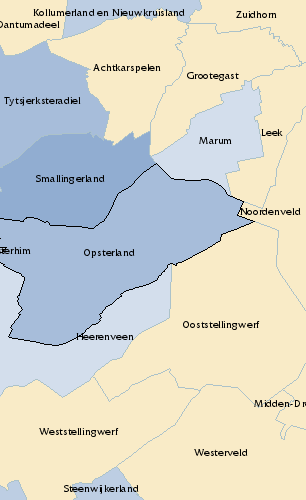 Kollumerland en Nieuwkruisland
Zuidhorn
Dantumadeel
Achtkarspelen
Grootegast
Tytsjerksteradiel
Leek
Marum
Smallingerland
Noordenveld
Opsterland
Ooststellingwerf
Heerenveen
Midden-Dr
Weststellingwerf
Westerveld
Steenwijkerland